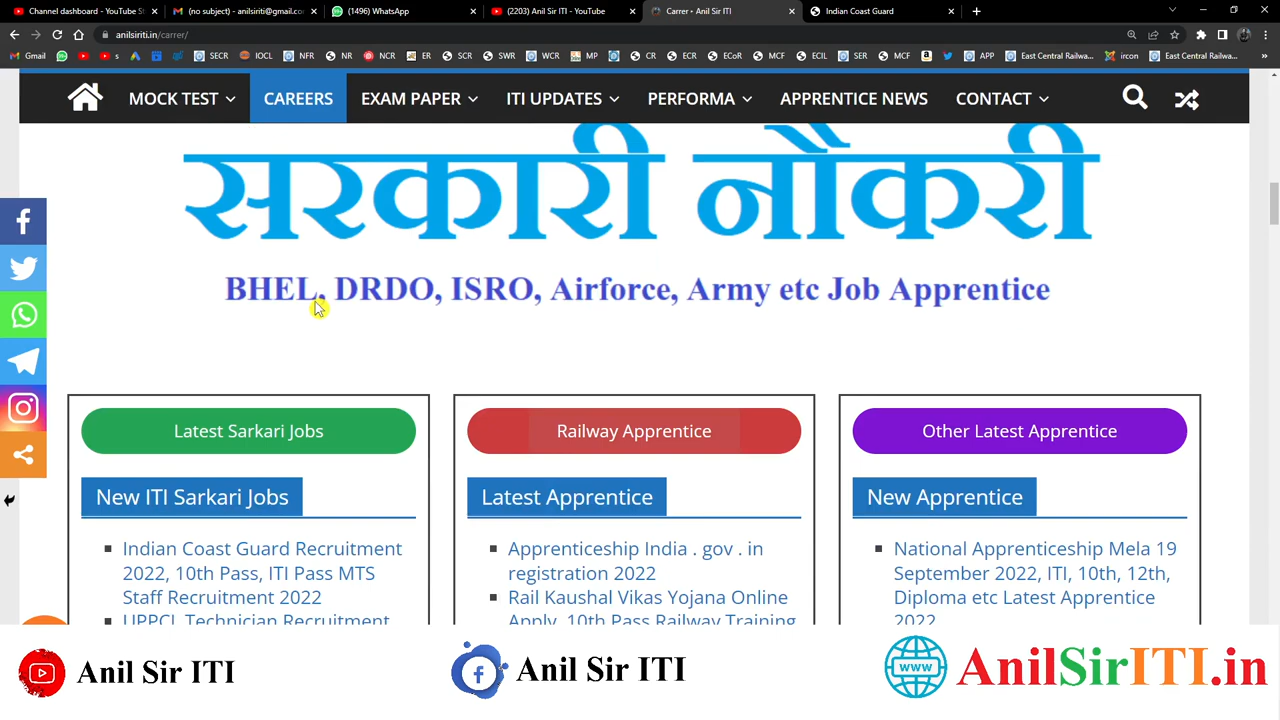 Channel dashboard - YouTube St
(no subject) - anilsiriti@gmail.co
(1496) WhatsApp
(2203) Anil Sir ITI - YouTube
Carrer • Anil Sir ITI
Indian Coast Guard
anilsiriti.in/carrer/
Gmail
s
SECR
IOCL
NFR
NR
NCR
ER
SCR
SWR
WCR
MP
CR
ECR
ECoR
MCF
ECIL
SER
MCF
APP
East Central Railwa...
ircon
East Central Railwa...
MOCK TEST
CAREERS
EXAM PAPER
ITI UPDATES
PERFORMA
APPRENTICE NEWS
CONTACT
सरकारी नौकरी
BHEL, DRDO, ISRO, Airforce, Army etc Job Apprentice
Latest Sarkari Jobs
New ITI Sarkari Jobs
Indian Coast Guard Recruitment
2022, 10th Pass, ITI Pass MTS
Staff Recruitment 2022
UPPCL Technician Recruitment
Railway Apprentice
Latest Apprentice
Apprenticeship India . gov . in
registration 2022
Rail Kaushal Vikas Yojana Online
Apply, 10th Pass Railway Training
Other Latest Apprentice
New Apprentice
National Apprenticeship Mela 19
September 2022, ITI, 10th, 12th,
Diploma etc Latest Apprentice
2022
Anil Sir ITI
Anil Sir ITI
www
AnilSirITI.in